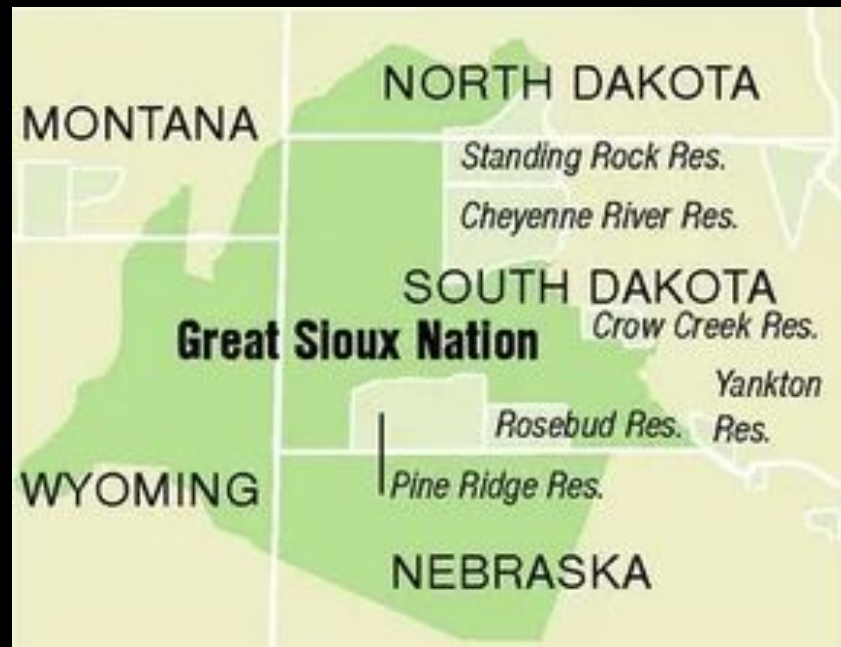 NORTH DAKOTA
MONTANA
Standing Rock Res.
Cheyenne River Res.
SOUTH DAKOTA
Crow Creek Res.
Great Sioux Nation
Yankton
Res.
Rosebud Res.
WYOMING
Pine Ridge Res.
NEBRASKA